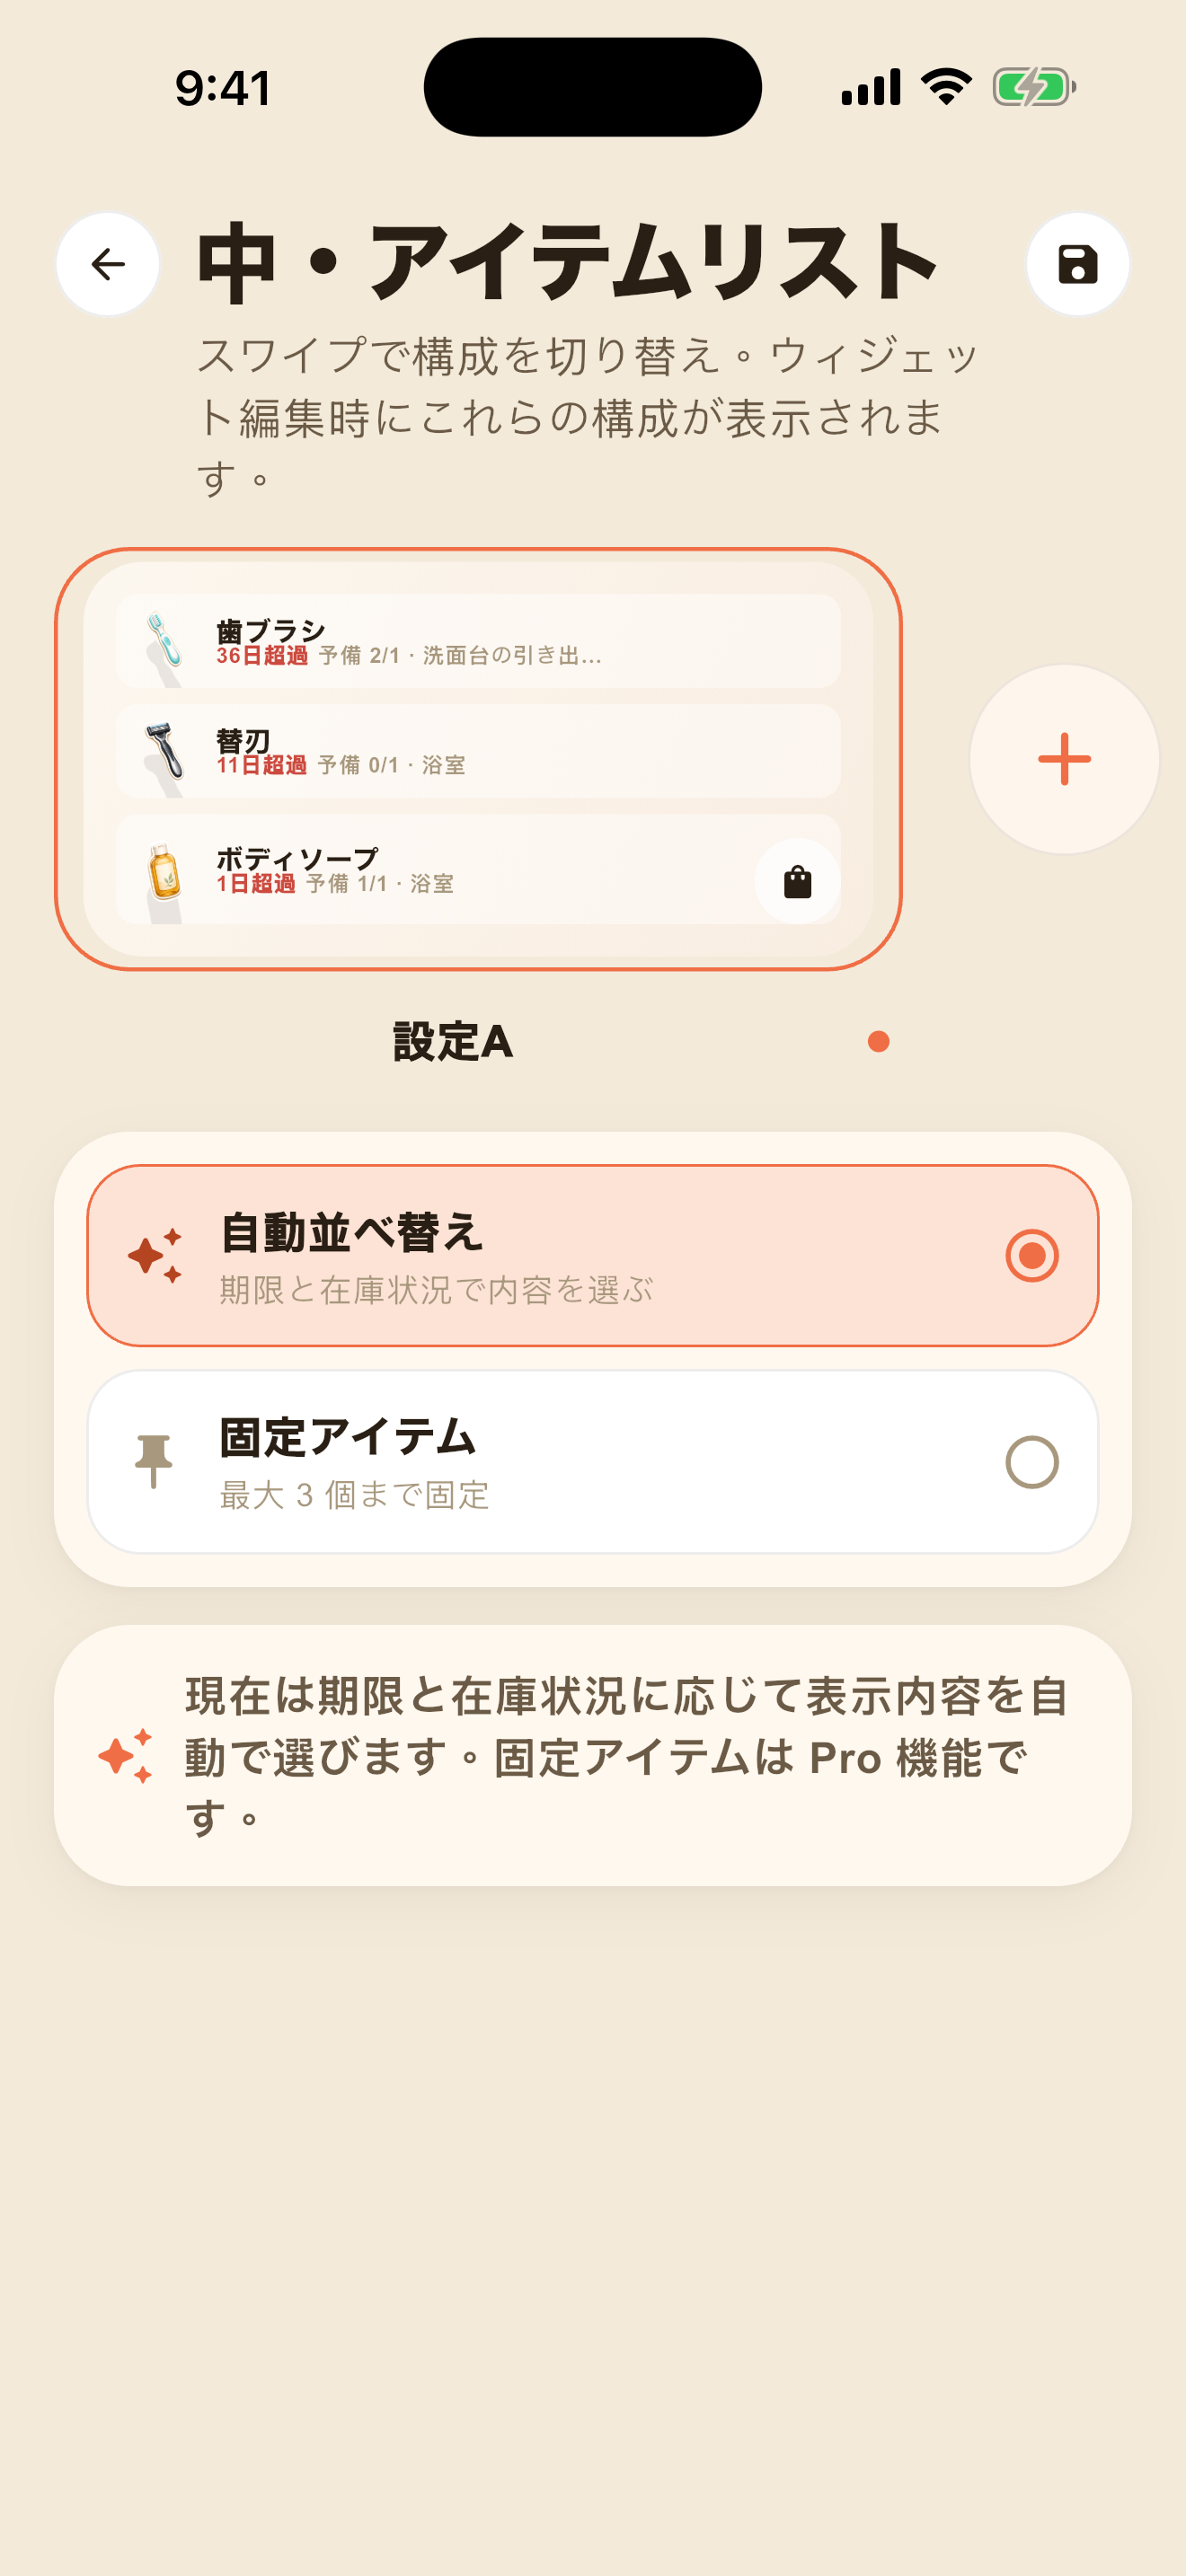 9:41
中・アイテムリスト
スワイプで構成を切り替え。ウィジェッ
ト編集時にこれらの構成が表示されま
す。
歯ブラシ
36日超過 予備 2/1 · 洗面台の引き出...
替刃
11日超過 予備 0/1 · 浴室
ボディソープ
1日超過 予備 1/1 · 浴室
設定A
自動並べ替え
期限と在庫状況で内容を選ぶ
固定アイテム
最大 3 個まで固定
現在は期限と在庫状況に応じて表示内容を自
動で選びます。固定アイテムは Pro 機能で
す。